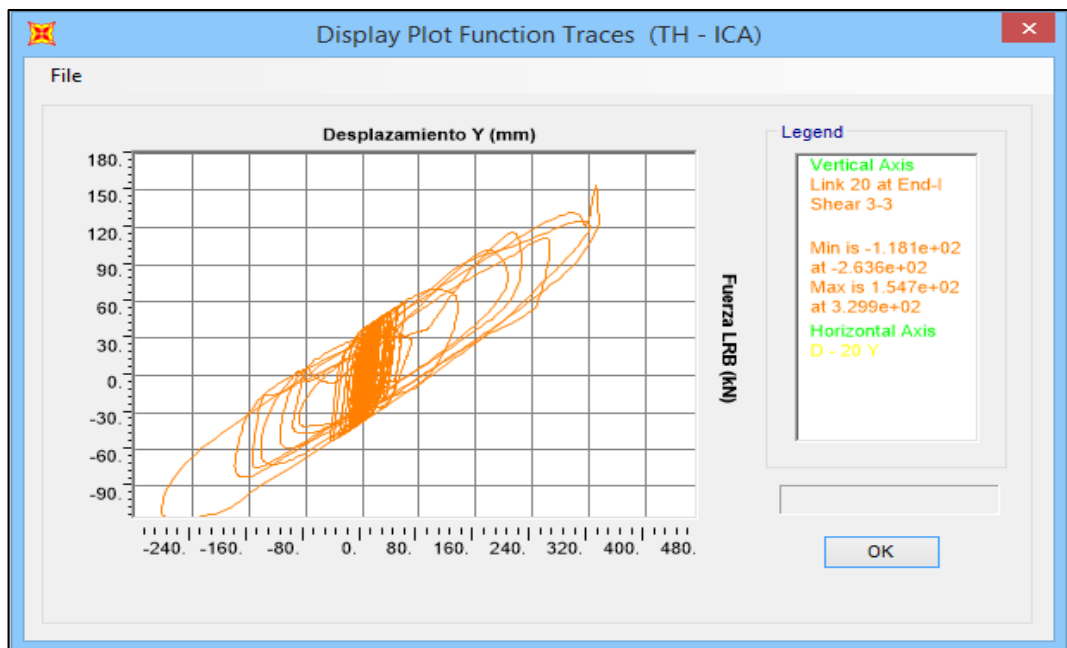 Display Plot Function Traces (TH - ICA)
File
Desplazamiento Y (mm)
180.
150.
120.
90.
60.
30.
0.
-30.
-60.
-90.
-240. -160. -80. 0. 80. 160. 240. 320. 400. 480.
Fuerza LRB (kN)
Legend
Vertical Axis
Link 20 at End-I
Shear 3-3
Min is -1.181e+02
at -2.636e+02
Max is 1.547e+02
at 3.299e+02
Horizontal Axis
D - 20 Y
OK